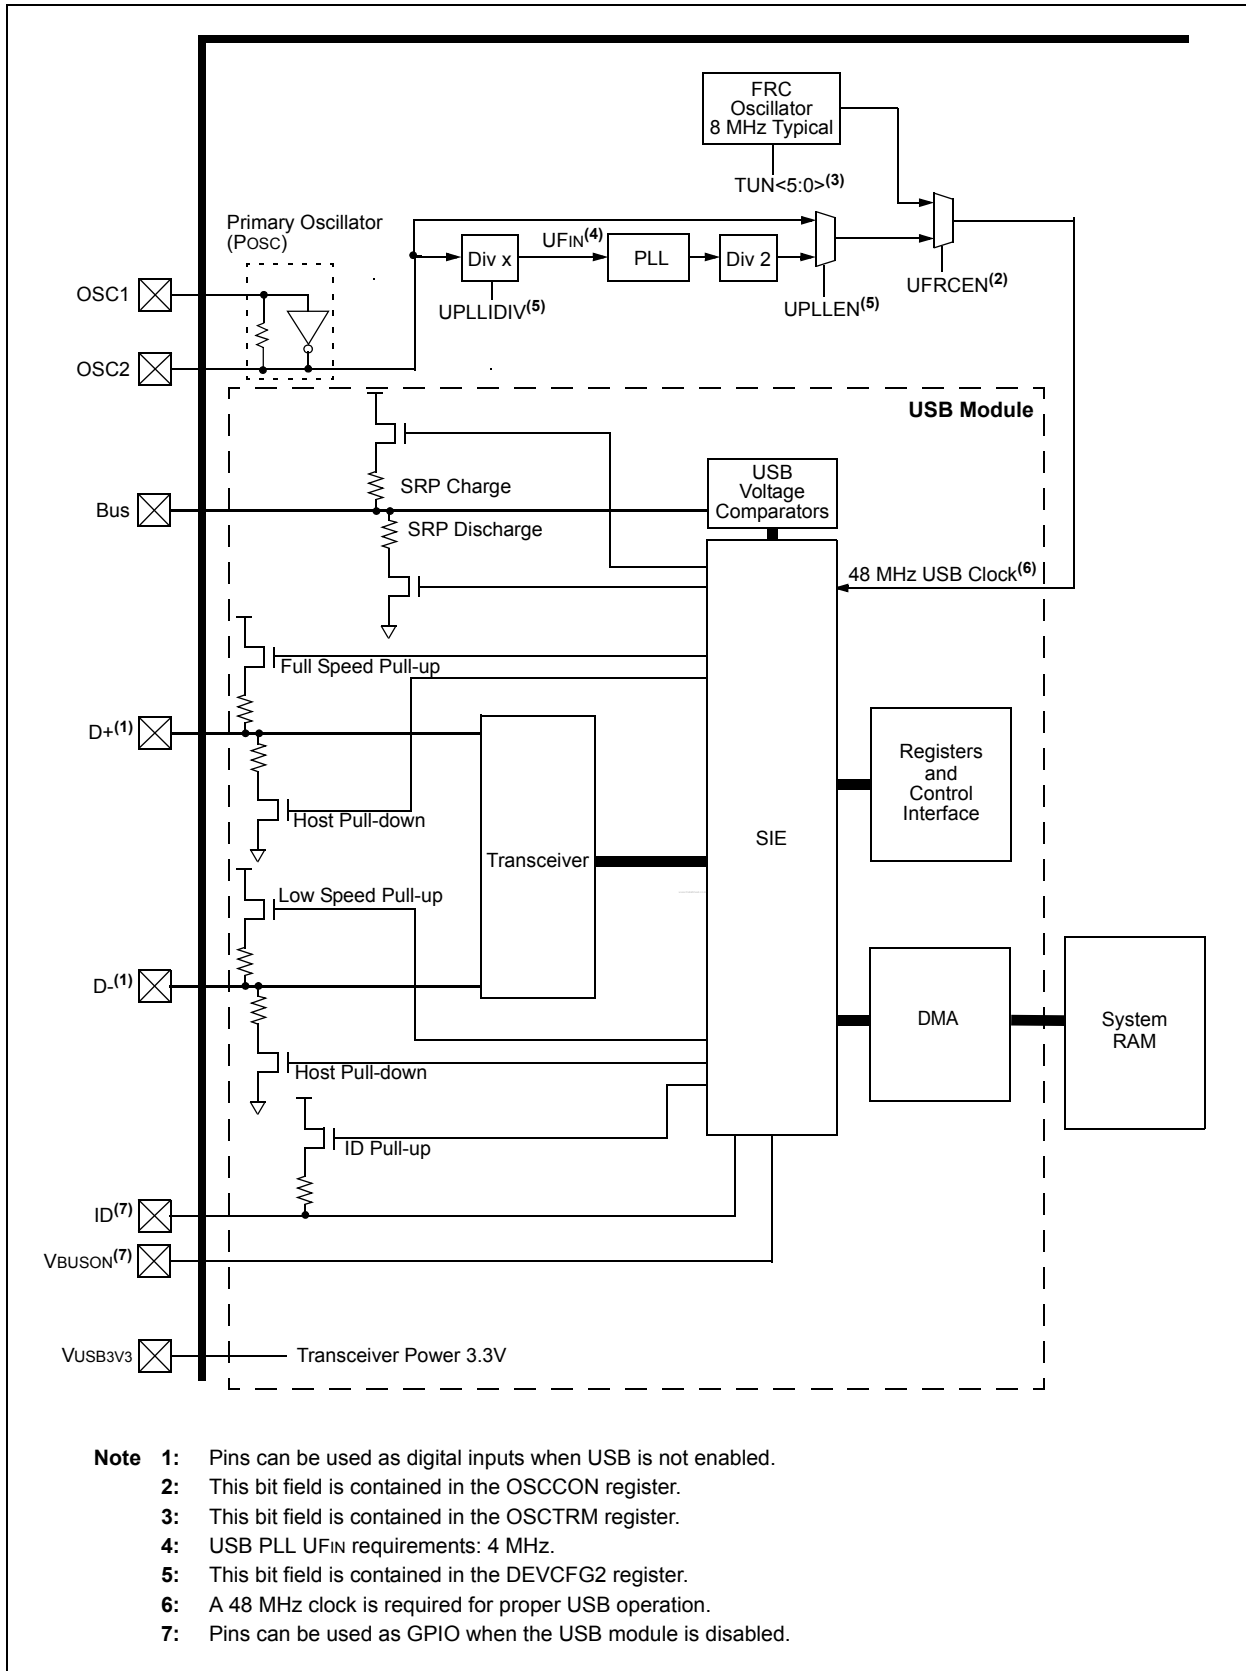 FRC
Oscillator
8 MHz Typical
TUN<5:0>(3)
Primary Oscillator
(POSC)
UFIN(4)
Div x
PLL
Div 2
UFRCEN(2)
OSC1
UPLLIDIV(5)
UPLLEN(5)
OSC2
USB Module
USB
Voltage
Comparators
SRP Charge
Bus
SRP Discharge
48 MHz USB Clock(6)
Full Speed Pull-up
D+(1)
Registers
and
Control
Interface
Host Pull-down
SIE
Transceiver
Low Speed Pull-up
D-(1)
DMA
System
RAM
Host Pull-down
ID Pull-up
ID(7)
VBUSON(7)
VUSB3V3
Transceiver Power 3.3V
Note 1: Pins can be used as digital inputs when USB is not enabled.
2: This bit field is contained in the OSCCON register.
3: This bit field is contained in the OSCTRM register.
4: USB PLL UFIN requirements: 4 MHz.
5: This bit field is contained in the DEVCFG2 register.
6: A 48 MHz clock is required for proper USB operation.
7: Pins can be used as GPIO when the USB module is disabled.